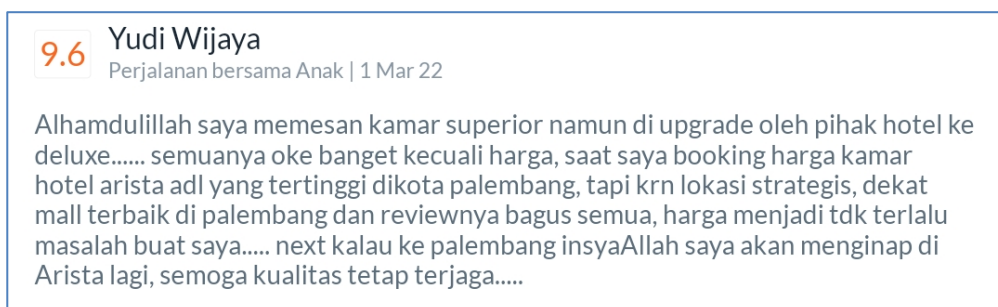 9.6
Yudi Wijaya
Perjalanan bersama Anak | 1 Mar 22
Alhamdulillah saya memesan kamar superior namun di upgrade oleh pihak hotel ke
deluxe...... semuanya oke banget kecuali harga, saat saya booking harga kamar
hotel arista adl yang tertinggi dikota palembang, tapi krn lokasi strategis, dekat
mall terbaik di palembang dan reviewnya bagus semua, harga menjadi tdk terlalu
masalah buat saya..... next kalau ke palembang insyaAllah saya akan menginap di
Arista lagi, semoga kualitas tetap terjaga.....